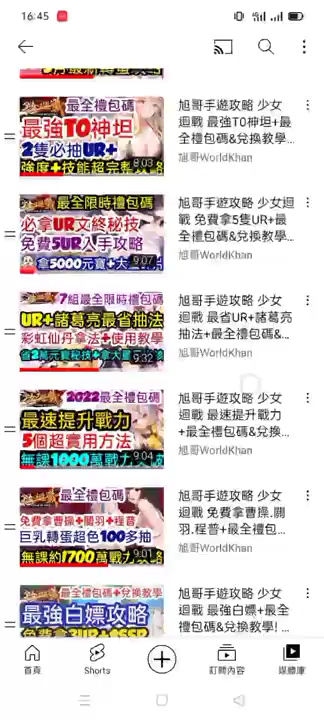 16:45
最全禮包碼
最強T0神坦
2隻必抽UR+
強度+技能超完整攻略
8:03
旭哥手遊攻略 少女
迴戰 最強T0神坦+最
全禮包碼&兌換教學...
旭哥WorldKhan
最全限時禮包碼
必拿UR文終秘技
免費5UR入手攻略
拿5000元寶+大
9:07
旭哥手遊攻略 少女迴
戰 免費拿5隻UR+最
全禮包碼&兌換教學...
旭哥WorldKhan
7組最全限時禮包碼
UR+諸葛亮最省抽法
彩虹仙丹拿法+使用教學
省2萬元寶秘技+拿大
9:32
旭哥手遊攻略 少女
迴戰 最省UR+諸葛亮
抽法+最全禮包碼&...
旭哥WorldKhan
2022最全禮包碼
最速提升戰力
5個超實用方法
無課1000萬戰力
9:04
旭哥手遊攻略 少女
迴戰 最速提升戰力
+最全禮包碼&兌換...
旭哥WorldKhan
最全禮包碼
免費拿曹操+關羽+程昱
巨乳轉蛋超色100多抽
無課約1700萬戰力
9:01
旭哥手遊攻略 少女
迴戰 免費拿曹操.關
羽.程普+最全禮包...
旭哥WorldKhan
最全禮包碼+兌換教學
最強白嫖攻略
免費拿3UR+SSR
旭哥手遊攻略 少女
迴戰 最強白嫖+最全
禮包碼&兌換教學! ...
首頁
Shorts
訂閱內容
媒體庫